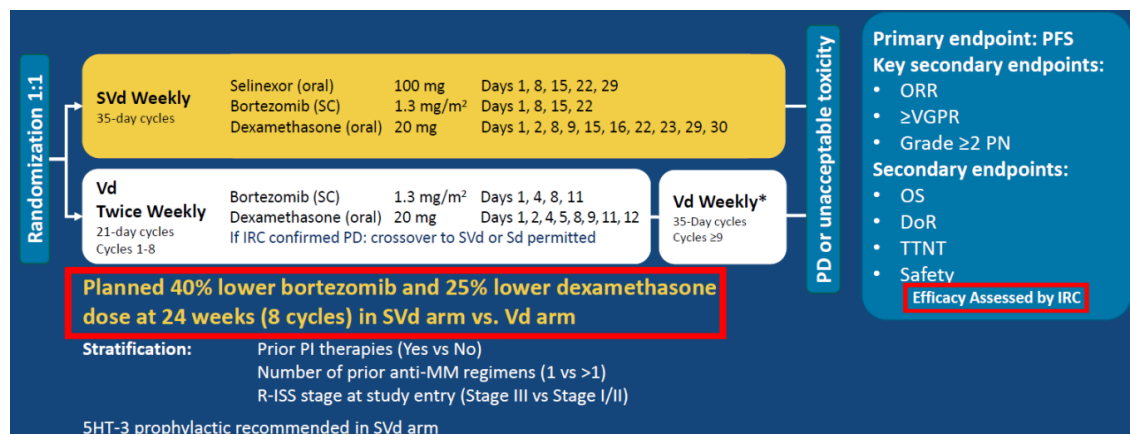 Randomization 1:1
SVd Weekly
35-day cycles
Selinexor (oral) 100 mg Days 1, 8, 15, 22, 29
Bortezomib (SC) 1.3 mg/m² Days 1, 8, 15, 22
Dexamethasone (oral) 20 mg Days 1, 2, 8, 9, 15, 16, 22, 23, 29, 30
Vd
Twice Weekly
21-day cycles
Cycles 1-8
Bortezomib (SC) 1.3 mg/m² Days 1, 4, 8, 11
Dexamethasone (oral) 20 mg Days 1, 2, 4, 5, 8, 9, 11, 12
If IRC confirmed PD: crossover to SVd or Sd permitted
Vd Weekly*
35-Day cycles
Cycles ≥9
PD or unacceptable toxicity
Primary endpoint: PFS
Key secondary endpoints:
• ORR
• ≥VGPR
• Grade ≥2 PN
Secondary endpoints:
• OS
• DoR
• TTNT
• Safety
Efficacy Assessed by IRC
Planned 40% lower bortezomib and 25% lower dexamethasone
dose at 24 weeks (8 cycles) in SVd arm vs. Vd arm
Stratification: Prior PI therapies (Yes vs No)
Number of prior anti-MM regimens (1 vs >1)
R-ISS stage at study entry (Stage III vs Stage I/II)
5HT-3 prophylactic recommended in SVd arm